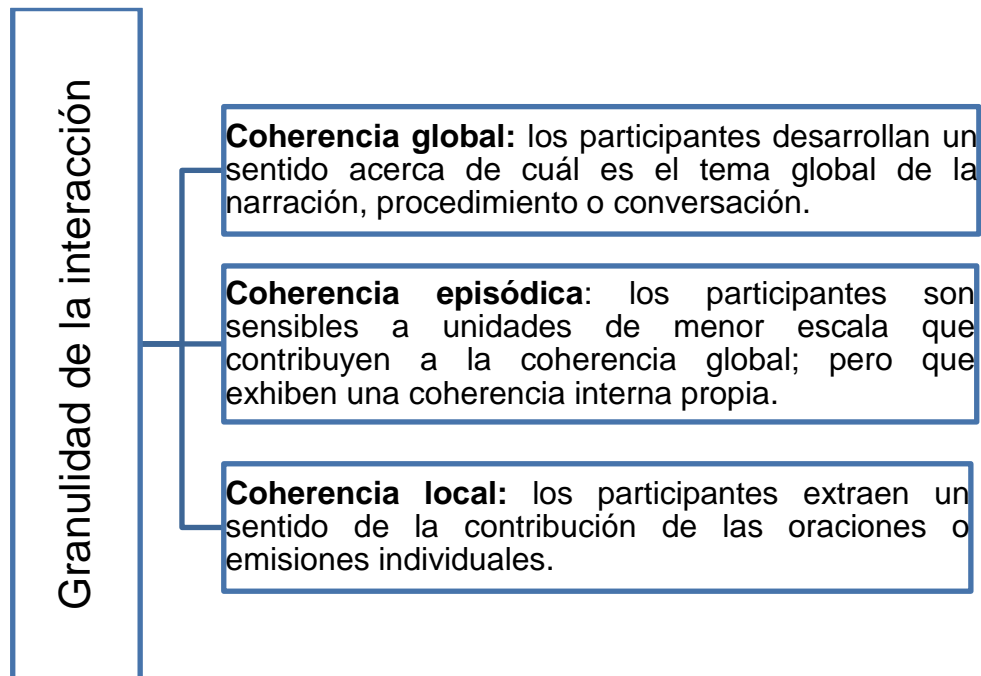 Granulidad de la interacción
Coherencia global: los participantes desarrollan un
sentido acerca de cuál es el tema global de la
narración, procedimiento o conversación.
Coherencia episódica: los participantes son
sensibles a unidades de menor escala que
contribuyen a la coherencia global; pero que
exhiben una coherencia interna propia.
Coherencia local: los participantes extraen un
sentido de la contribución de las oraciones o
emisiones individuales.